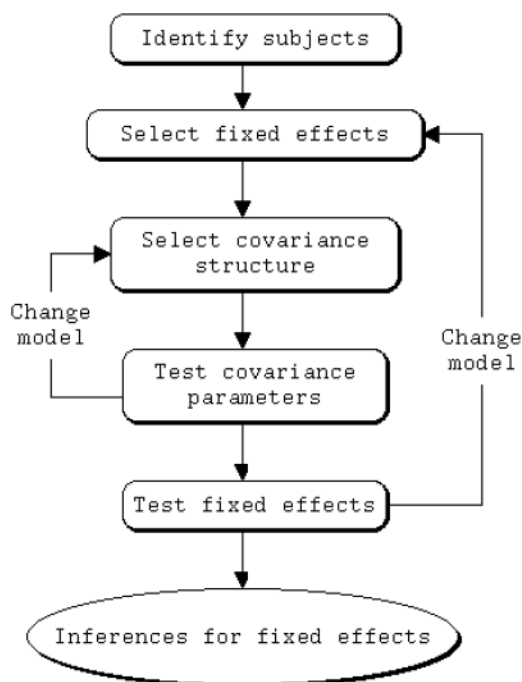 Identify subjects
Select fixed effects
Select covariance
structure
Change
model
Test covariance
parameters
Change
model
Test fixed effects
Inferences for fixed effects